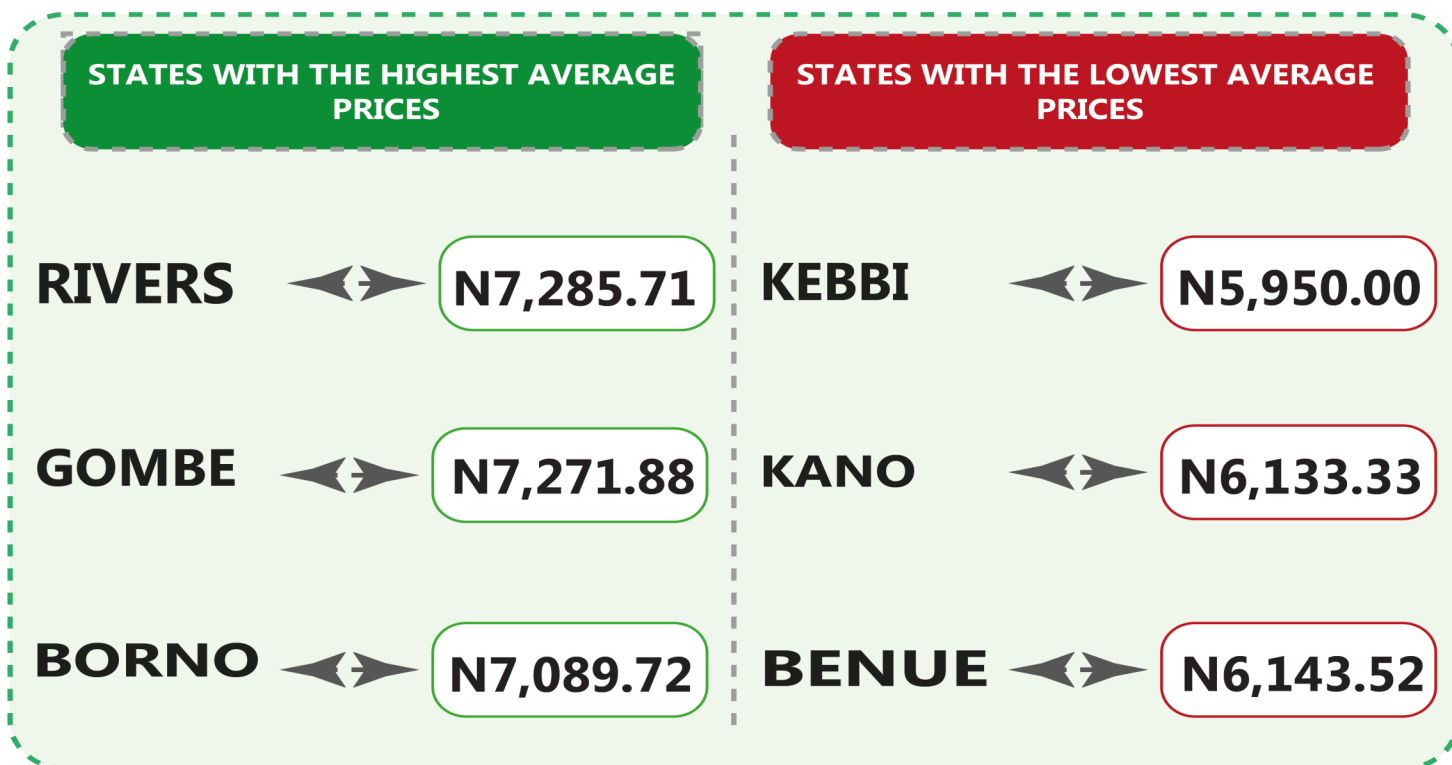 STATES WITH THE HIGHEST AVERAGE
PRICES
RIVERS N7,285.71
GOMBE N7,271.88
BORNO N7,089.72
STATES WITH THE LOWEST AVERAGE
PRICES
KEBBI N5,950.00
KANO N6,133.33
BENUE N6,143.52